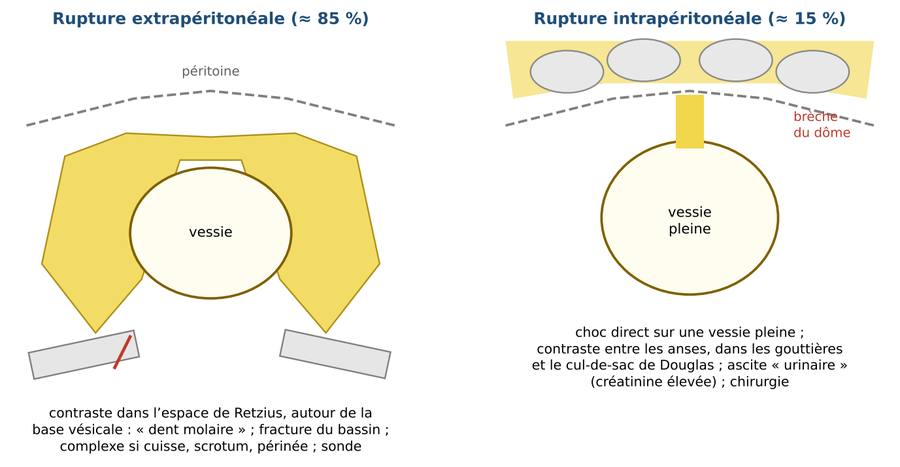 Rupture extrapéritonéale (≈ 85 %)
péritoine
vessie
contraste dans l’espace de Retzius, autour de la
base vésicale : « dent molaire » ; fracture du bassin ;
complexe si cuisse, scrotum, périnée ; sonde
Rupture intrapéritonéale (≈ 15 %)
brèche
du dôme
vessie
pleine
choc direct sur une vessie pleine ;
contraste entre les anses, dans les gouttières
et le cul-de-sac de Douglas ; ascite « urinaire »
(créatinine élevée) ; chirurgie